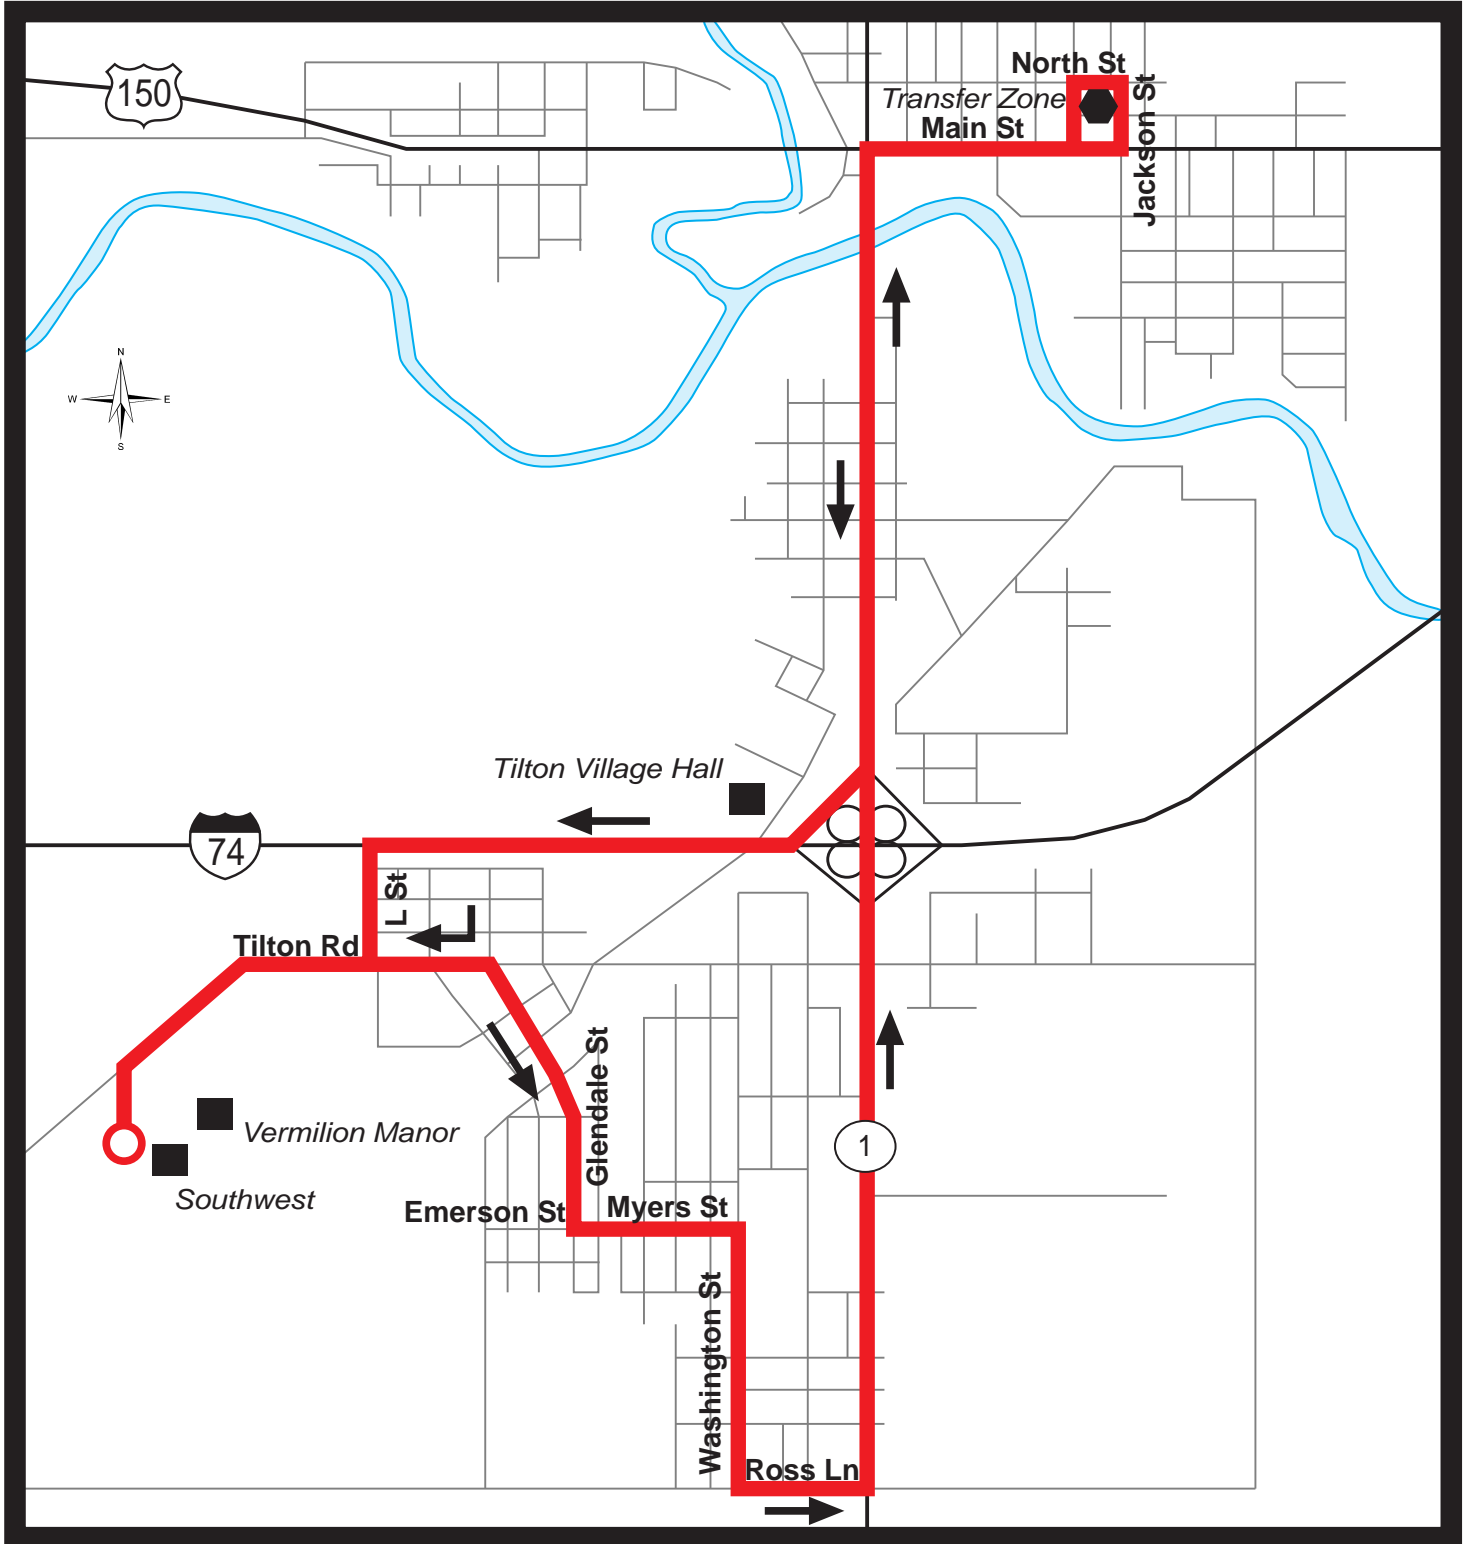 North St
150
Transfer Zone
Main St
Jackson St
N
W
E
S
Tilton Village Hall
74
L St
Tilton Rd
Glendale St
Vermilion Manor
1
Southwest
Emerson St
Myers St
Washington St
Ross Ln